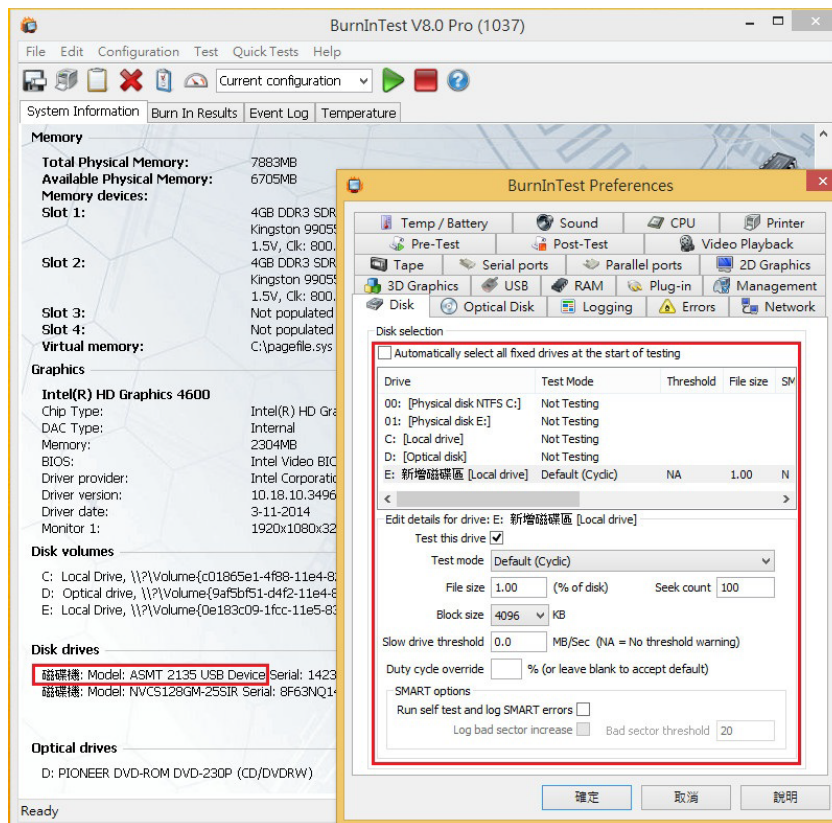 BurnInTest V8.0 Pro (1037)
File Edit Configuration Test Quick Tests Help
Current configuration
System Information Burn In Results Event Log Temperature
Memory
Total Physical Memory: 7883MB
Available Physical Memory: 6705MB
Memory devices:
Slot 1: 4GB DDR3 SDR
Kingston 99055
1.5V, Clk: 800.
Slot 2: 4GB DDR3 SDR
Kingston 99055
1.5V, Clk: 800.
Slot 3: Not populated
Slot 4: Not populated
Virtual memory: C:\pagefile.sys
Graphics
Intel(R) HD Graphics 4600
Chip Type: Intel(R) HD Gra
DAC Type: Internal
Memory: 2304MB
BIOS: Intel Video BIO
Driver provider: Intel Corporatio
Driver version: 10.18.10.3496
Driver date: 3-11-2014
Monitor 1: 1920x1080x32
Disk volumes
C: Local Drive, \\?\Volume{c01865e1-4f88-11e4-82
D: Optical drive, \\?\Volume{9af5bf51-d4f2-11e4-8
E: Local Drive, \\?\Volume{0e183c09-1fcc-11e5-83
Disk drives
磁碟機: Model: ASMT 2135 USB Device Serial: 1423
磁碟機: Model: NVCS128GM-25SIR Serial: 8F63NQ14
Optical drives
D: PIONEER DVD-ROM DVD-230P (CD/DVDRW)
Ready
BurnInTest Preferences
Temp / Battery Sound CPU Printer
Pre-Test Post-Test Video Playback
Tape Serial ports Parallel ports 2D Graphics
3D Graphics USB RAM Plug-in Management
Disk Optical Disk Logging Errors Network
Disk selection
Automatically select all fixed drives at the start of testing
Drive Test Mode Threshold File size SM
00: [Physical disk NTFS C:] Not Testing
01: [Physical disk E:] Not Testing
C: [Local drive] Not Testing
D: [Optical disk] Not Testing
E: 新增磁碟區 [Local drive] Default (Cyclic) NA 1.00 N
Edit details for drive: E: 新增磁碟區 [Local drive]
Test this drive
Test mode Default (Cyclic)
File size 1.00 (% of disk) Seek count 100
Block size 4096 KB
Slow drive threshold 0.0 MB/Sec (NA = No threshold warning)
Duty cycle override % (or leave blank to accept default)
SMART options
Run self test and log SMART errors
Log bad sector increase Bad sector threshold 20
確定 取消 說明